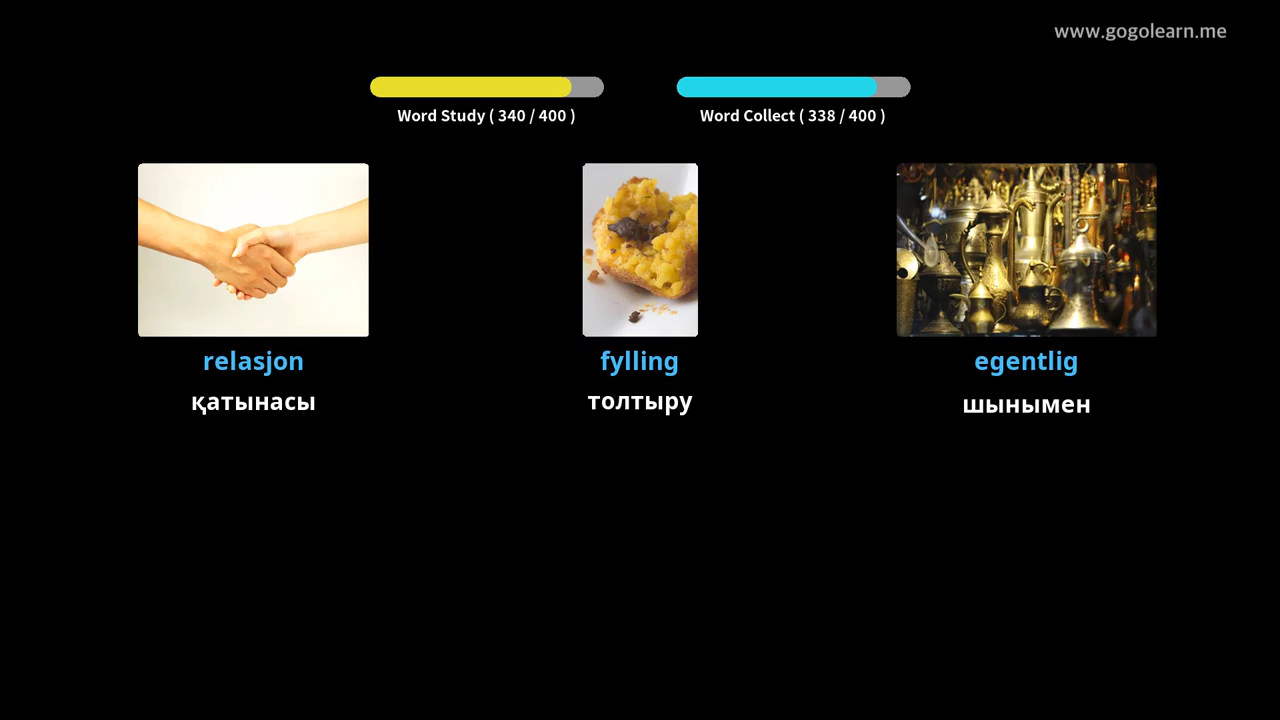 www.gogolearn.me
Word Study ( 340 / 400 )
Word Collect ( 338 / 400 )
relasjon
қатынасы
fylling
толтыру
egentlig
шынымен